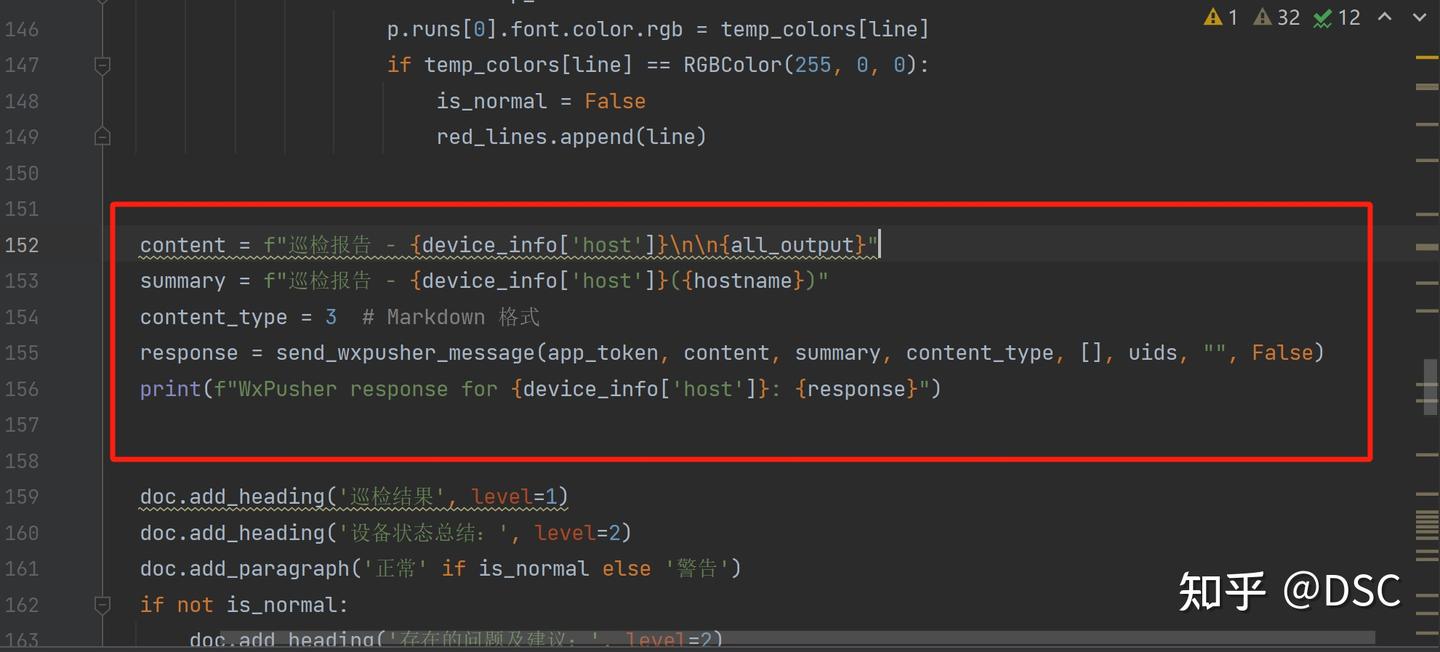 1 32 12
146 p.runs[0].font.color.rgb = temp_colors[line]
147 if temp_colors[line] == RGBColor(255, 0, 0):
148 is_normal = False
149 red_lines.append(line)
150
151
152 content = f"巡检报告 - {device_info['host']}\n\n{all_output}"
153 summary = f"巡检报告 - {device_info['host']}({hostname})"
154 content_type = 3  # Markdown 格式
155 response = send_wxpusher_message(app_token, content, summary, content_type, [], uids, "", False)
156 print(f"WxPusher response for {device_info['host']}: {response}")
157
158
159 doc.add_heading('巡检结果', level=1)
160 doc.add_heading('设备状态总结：', level=2)
161 doc.add_paragraph('正常' if is_normal else '警告')
162 if not is_normal:
163 doc.add_heading('存在的问题及建议：', level=2)
知乎 @DSC